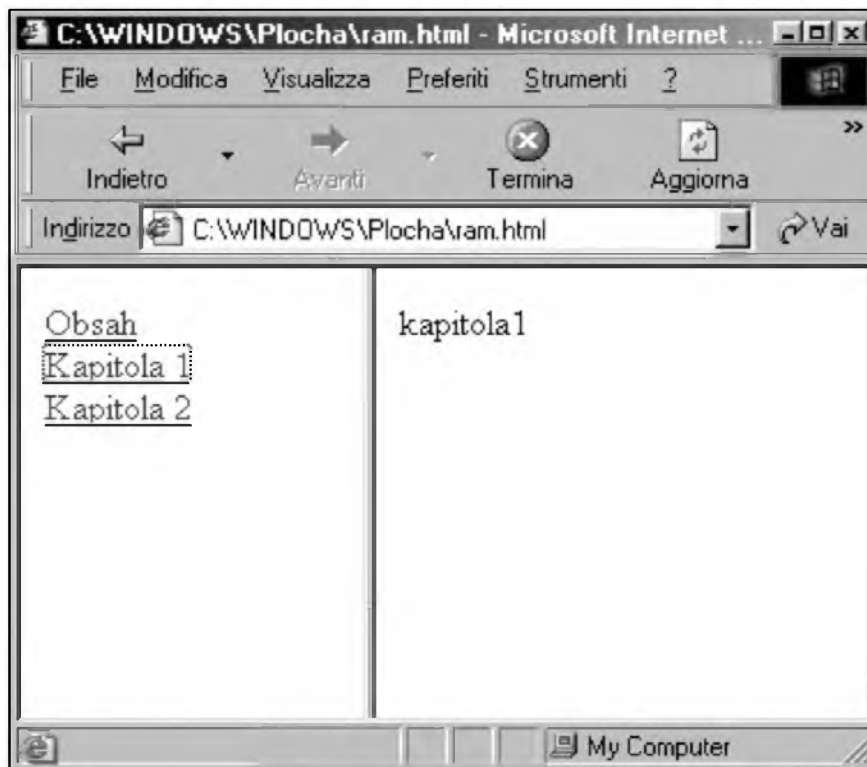 C:\WINDOWS\Plocha\ram.html - Microsoft Internet ...
File Modifica Visualizza Preferiti Strumenti ?
Indietro Avanti Termina Aggiorna »
Indirizzo C:\WINDOWS\Plocha\ram.html Vai
Obsah
Kapitola 1
Kapitola 2
kapitola1
My Computer